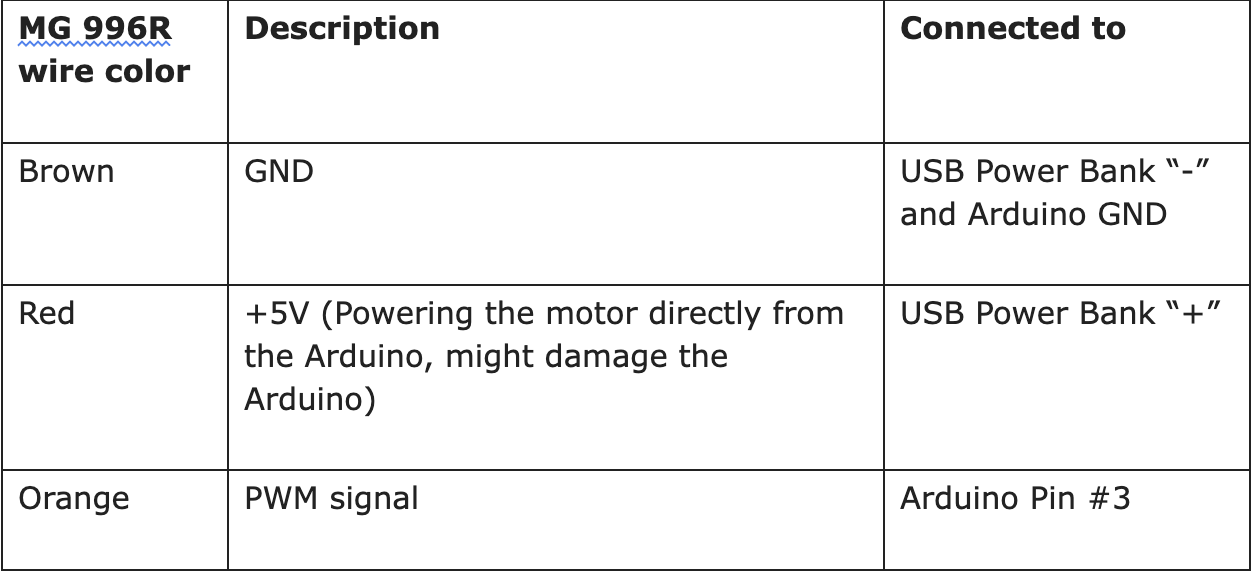 MG 996R wire color
Description
Connected to
Brown
GND
USB Power Bank “-”
and Arduino GND
Red
+5V (Powering the motor directly from
the Arduino, might damage the
Arduino)
USB Power Bank “+”
Orange
PWM signal
Arduino Pin #3